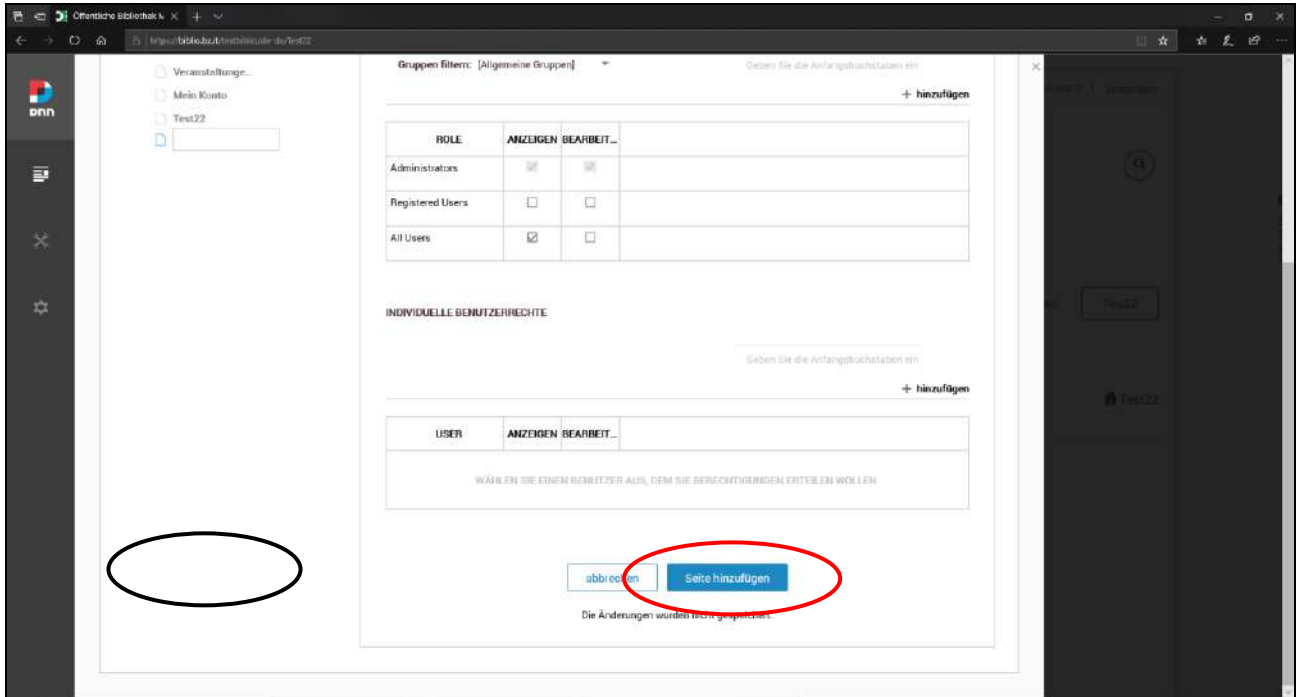 Öffentliche Bibliothek
Veranstaltunge...
Mein Konto
Test22
Gruppen filtern: [Allgemeine Gruppen]
Geben Sie die Anfangsbuchstaben ein
+ hinzufügen
DNN
ROLE ANZEIGEN BEARBEIT...
Administrators
Registered Users
All Users
Test22
INDIVIDUELLE BENUTZERRECHTE
Geben Sie die Anfangsbuchstaben ein
+ hinzufügen
Test22
USER ANZEIGEN BEARBEIT...
WÄHLEN SIE EINEN BENUTZER AUS, DEM SIE BERECHTIGUNGEN ERTEILEN WOLLEN
abbrechen Seite hinzufügen
Die Änderungen wurden nicht gespeichert.